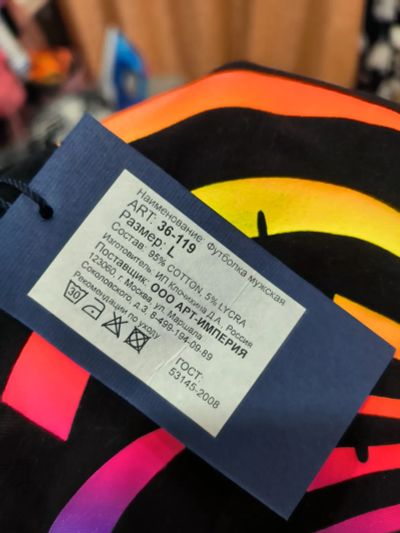 Наименование: Футболка мужская
ART: 36-119
Размер: L
Состав: 95% COTTON, 5% LYCRA
Изготовитель: ИП Клочихина Д.А., Россия
Поставщик: ООО АРТ-ИМПЕРИЯ
123060, г. Москва ул. Маршала
Соколовского, д.3, 8-499-194-09-89
Рекомендации по уходу
30
ГОСТ:
53145-2008